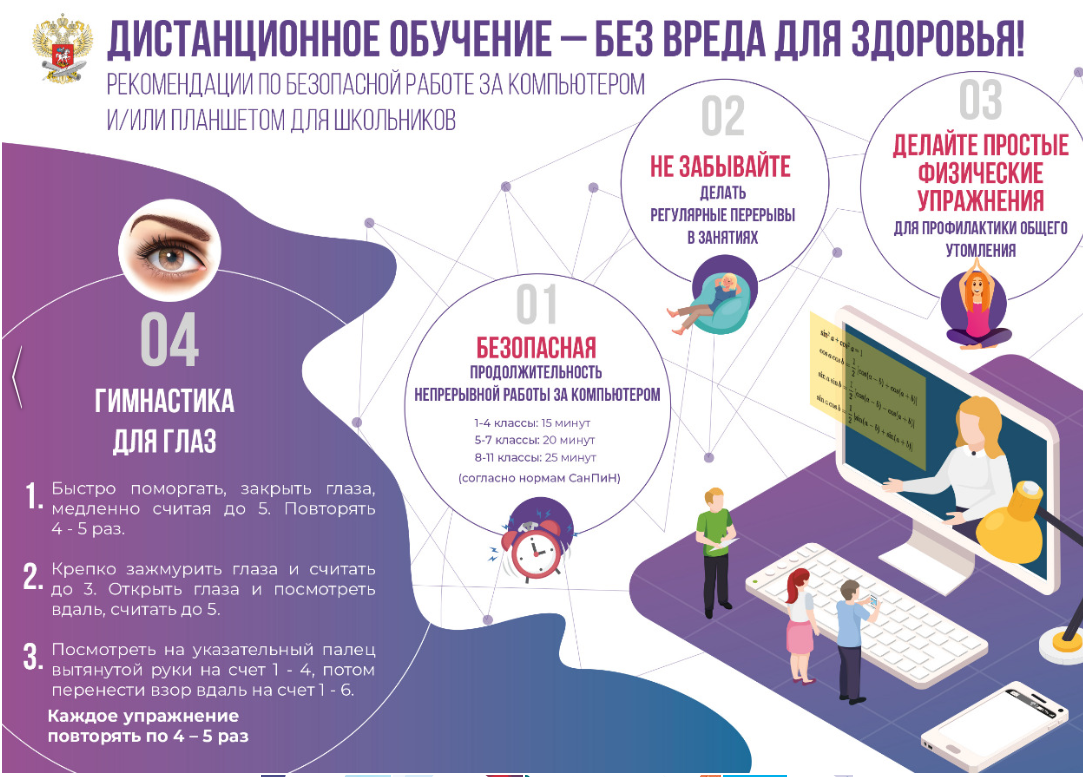 ДИСТАНЦИОННОЕ ОБУЧЕНИЕ – БЕЗ ВРЕДА ДЛЯ ЗДОРОВЬЯ!
РЕКОМЕНДАЦИИ ПО БЕЗОПАСНОЙ РАБОТЕ ЗА КОМПЬЮТЕРОМ
И/ИЛИ ПЛАНШЕТОМ ДЛЯ ШКОЛЬНИКОВ
01
БЕЗОПАСНАЯ
ПРОДОЛЖИТЕЛЬНОСТЬ
НЕПРЕРЫВНОЙ РАБОТЫ ЗА КОМПЬЮТЕРОМ
1-4 классы: 15 минут
5-7 классы: 20 минут
8-11 классы: 25 минут
(согласно нормам СанПиН)
02
НЕ ЗАБЫВАЙТЕ
ДЕЛАТЬ
РЕГУЛЯРНЫЕ ПЕРЕРЫВЫ
В ЗАНЯТИЯХ
03
ДЕЛАЙТЕ ПРОСТЫЕ
ФИЗИЧЕСКИЕ
УПРАЖНЕНИЯ
ДЛЯ ПРОФИЛАКТИКИ ОБЩЕГО
УТОМЛЕНИЯ
04
ГИМНАСТИКА
ДЛЯ ГЛАЗ
1. Быстро поморгать, закрыть глаза,
медленно считая до 5. Повторять
4 - 5 раз.
2. Крепко зажмурить глаза и считать
до 3. Открыть глаза и посмотреть
вдаль, считать до 5.
3. Посмотреть на указательный палец
вытянутой руки на счет 1 - 4, потом
перенести взор вдаль на счет 1 - 6.
Каждое упражнение
повторять по 4 – 5 раз